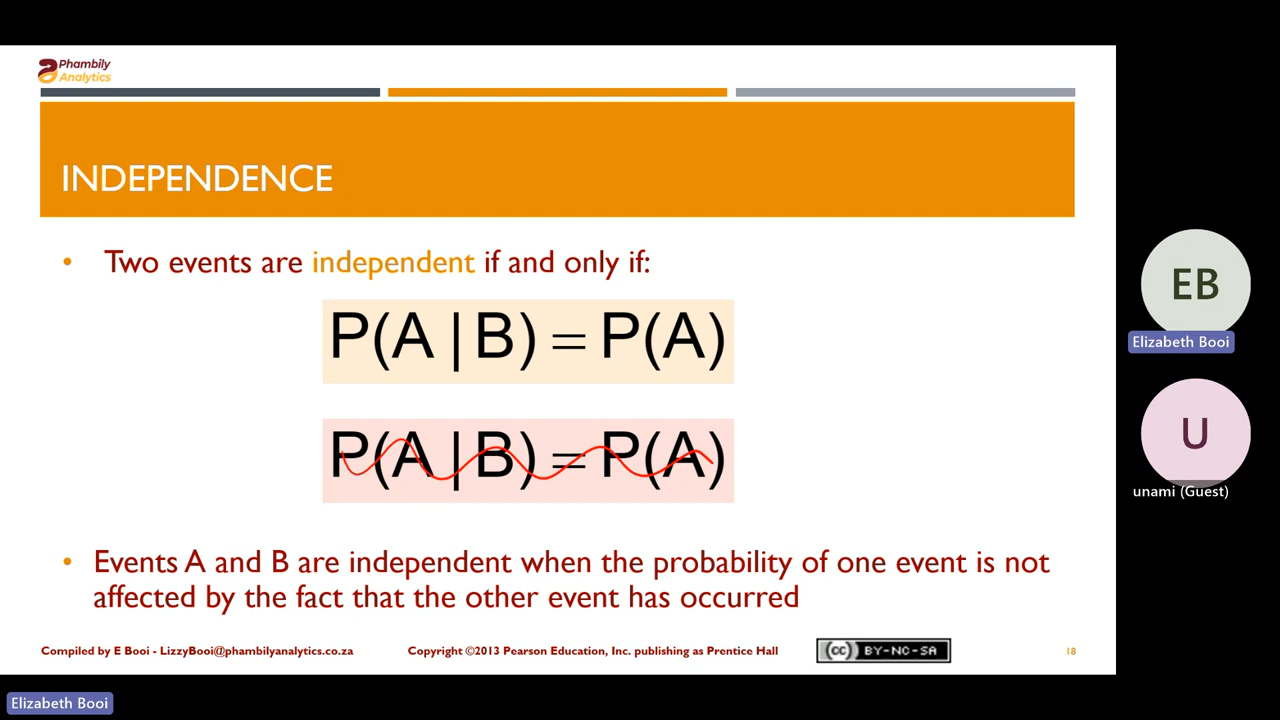 Phambily
Analytics
INDEPENDENCE
• Two events are independent if and only if:
P(A | B) = P(A)
P(A | B) = P(A)
• Events A and B are independent when the probability of one event is not
affected by the fact that the other event has occurred
Compiled by E Booi - LizzyBooi@phambilyanalytics.co.za Copyright ©2013 Pearson Education, Inc. publishing as Prentice Hall (cc) BY-NC-SA 18
EB
Elizabeth Booi
U
unami (Guest)
Elizabeth Booi